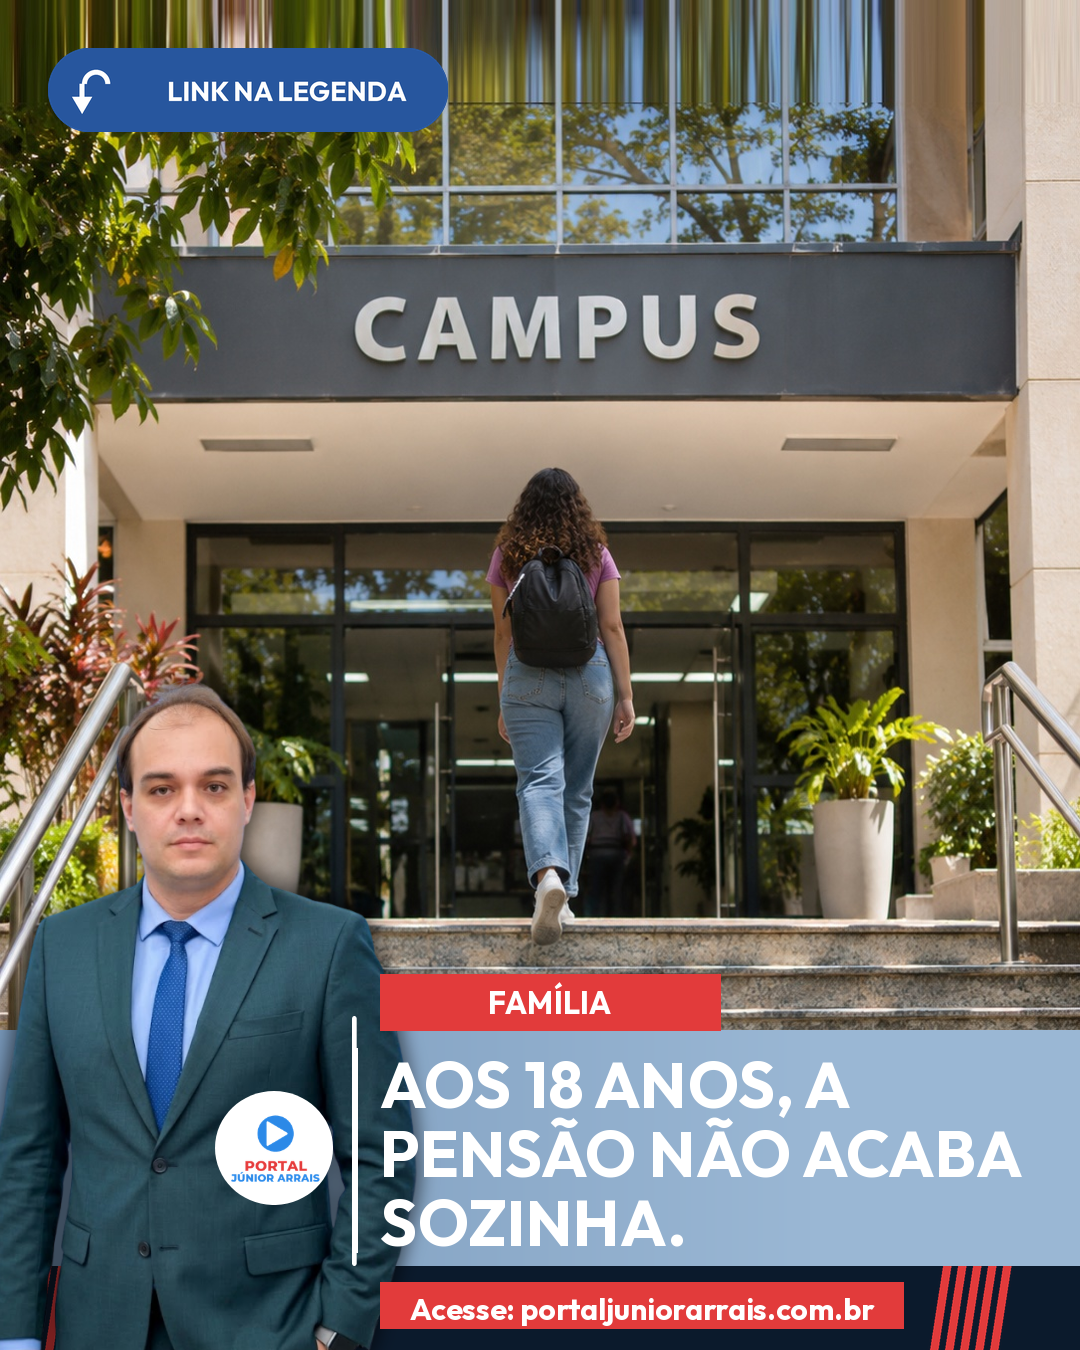 LINK NA LEGENDA
CAMPUS
FAMÍLIA
AOS 18 ANOS, A
PENSÃO NÃO ACABA
SOZINHA.
PORTAL
JÚNIOR ARRAIS
Acesse: portaljuniorarrais.com.br